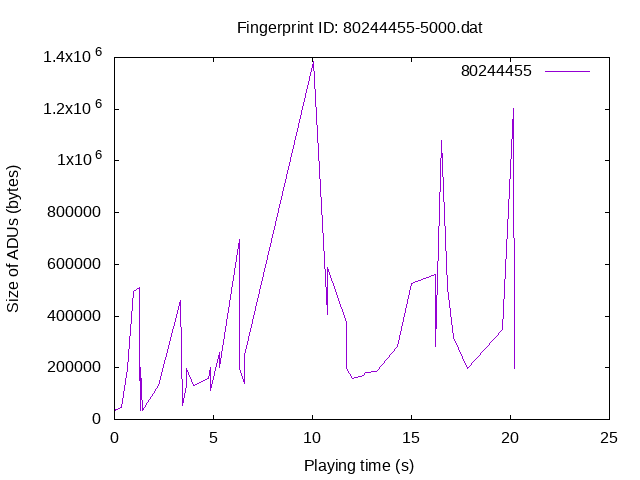 Fingerprint ID: 80244455-5000.dat
1.4x10 6
80244455
1.2x10 6
1x10 6
800000
600000
400000
200000
0
0 5 10 15 20 25
Size of ADUs (bytes)
Playing time (s)